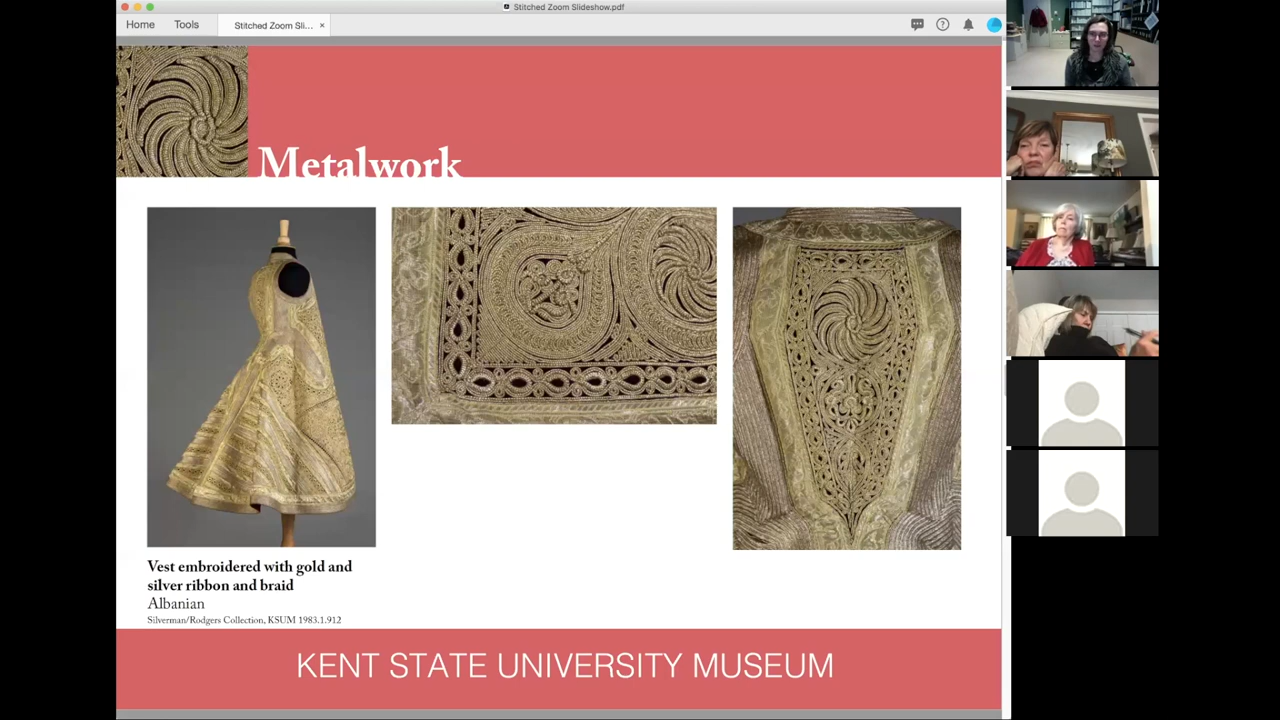 Stitched Zoom Slideshow.pdf
Home Tools Stitched Zoom Sli... ×
Metalwork
Vest embroidered with gold and
silver ribbon and braid
Albanian
Silverman/Rodgers Collection, KSUM 1983.1.912
KENT STATE UNIVERSITY MUSEUM